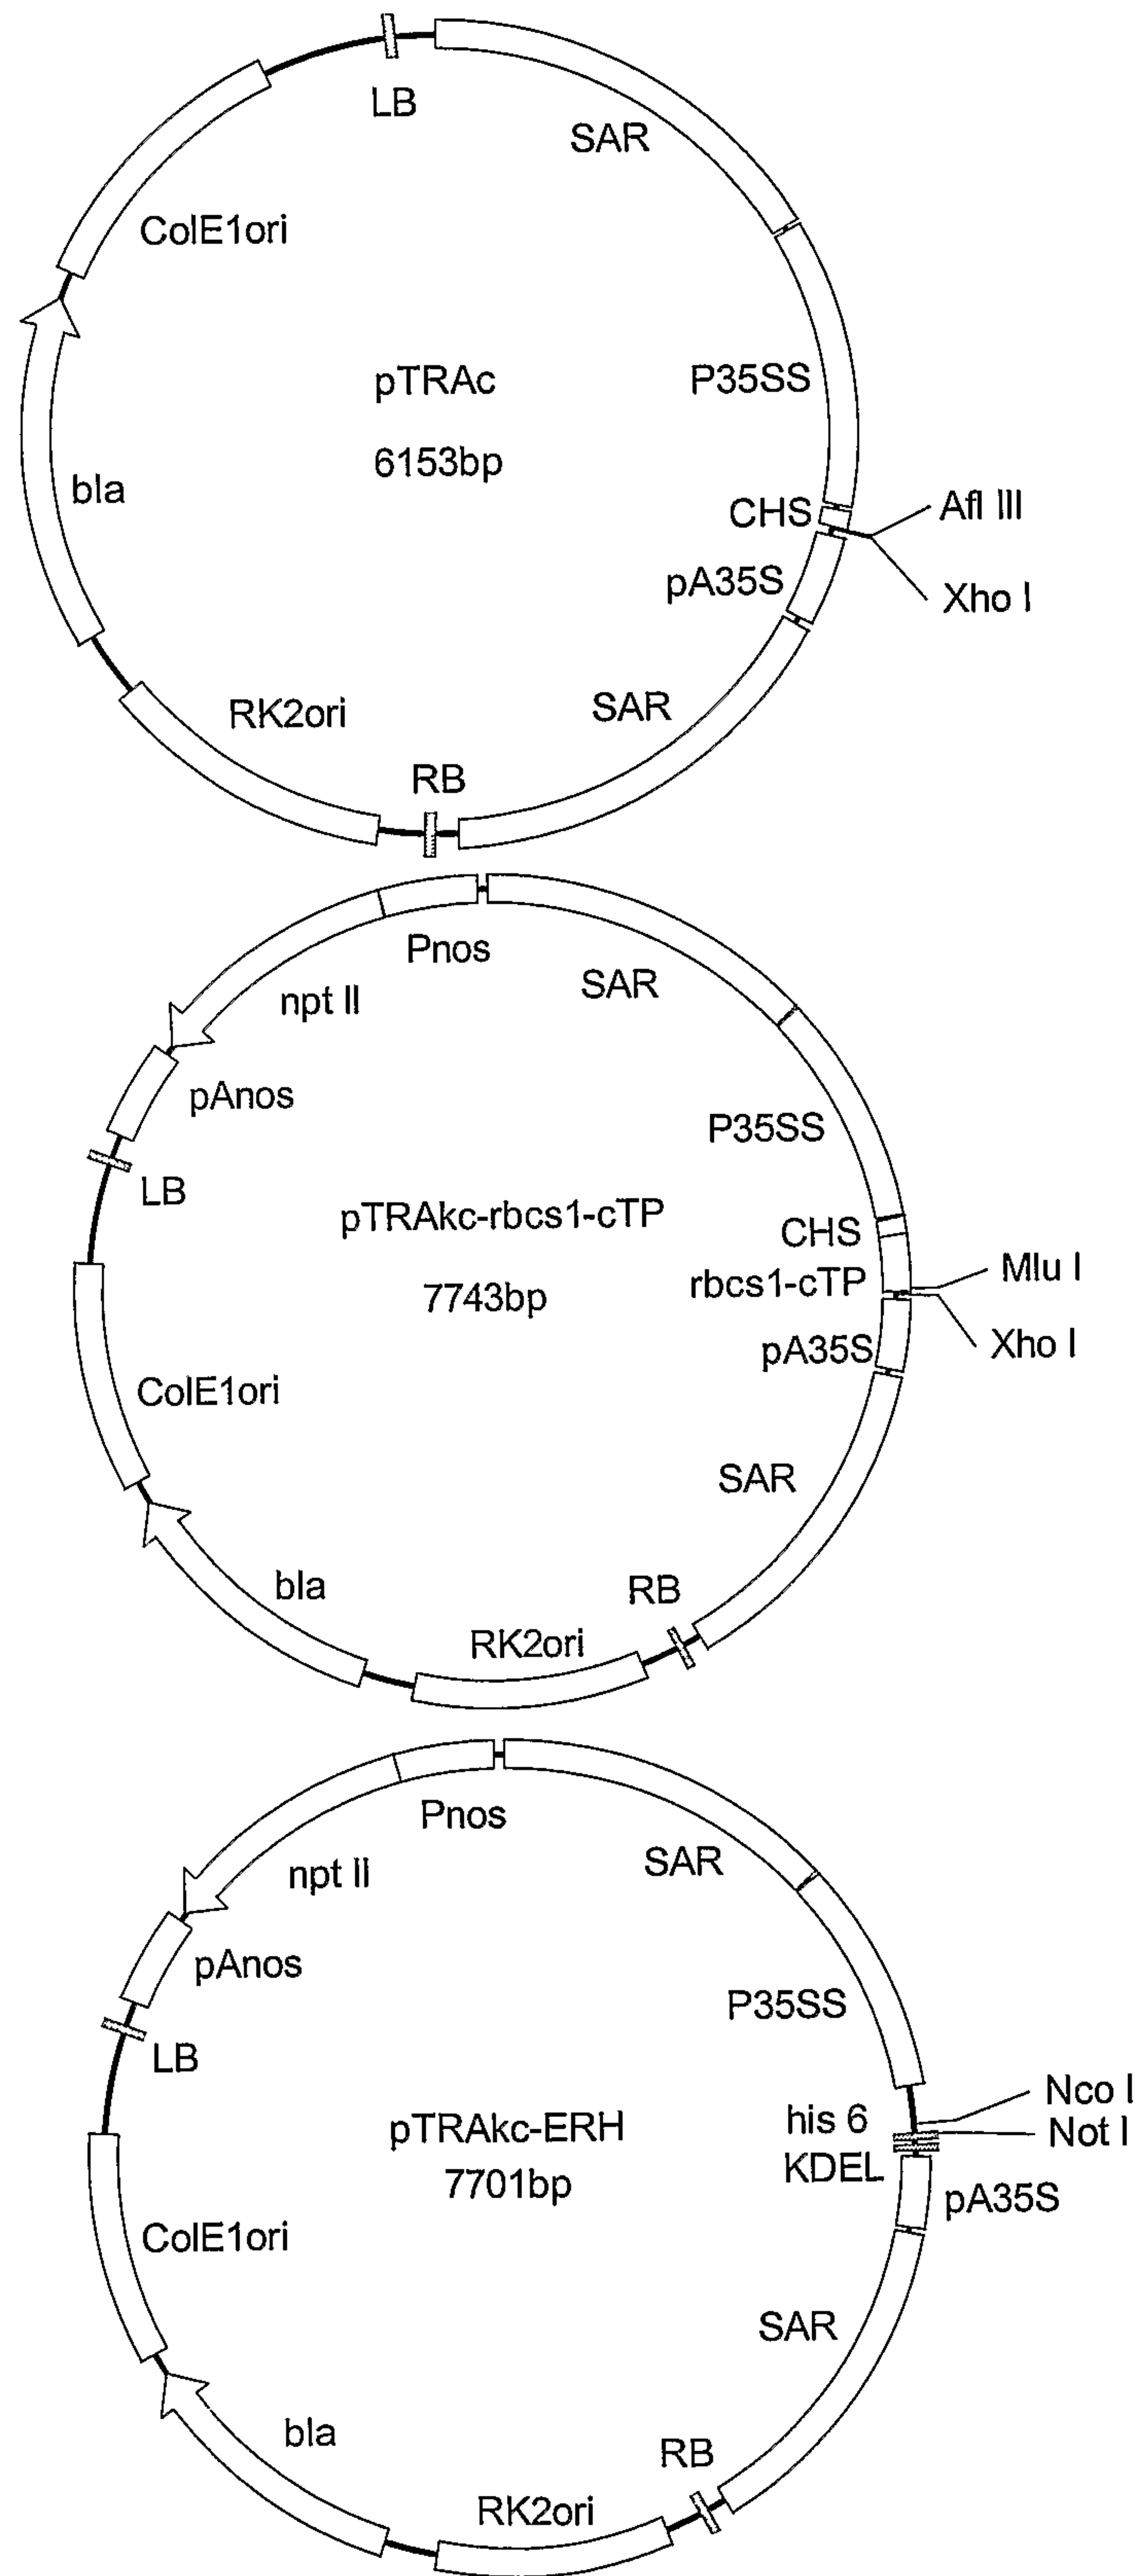 LB
SAR
ColE1ori
P35SS
pTRAc
6153bp
bla
CHS
Afl III
pA35S
Xho I
RK2ori
SAR
RB
Pnos
SAR
npt II
pAnos
P35SS
LB
pTRAkc-rbcs1-cTP
7743bp
CHS
rbcs1-cTP
Mlu I
Xho I
pA35S
ColE1ori
SAR
bla
RB
RK2ori
Pnos
SAR
npt II
pAnos
P35SS
LB
pTRAkc-ERH
7701bp
Nco I
his 6
Not I
KDEL
pA35S
ColE1ori
SAR
bla
RB
RK2ori